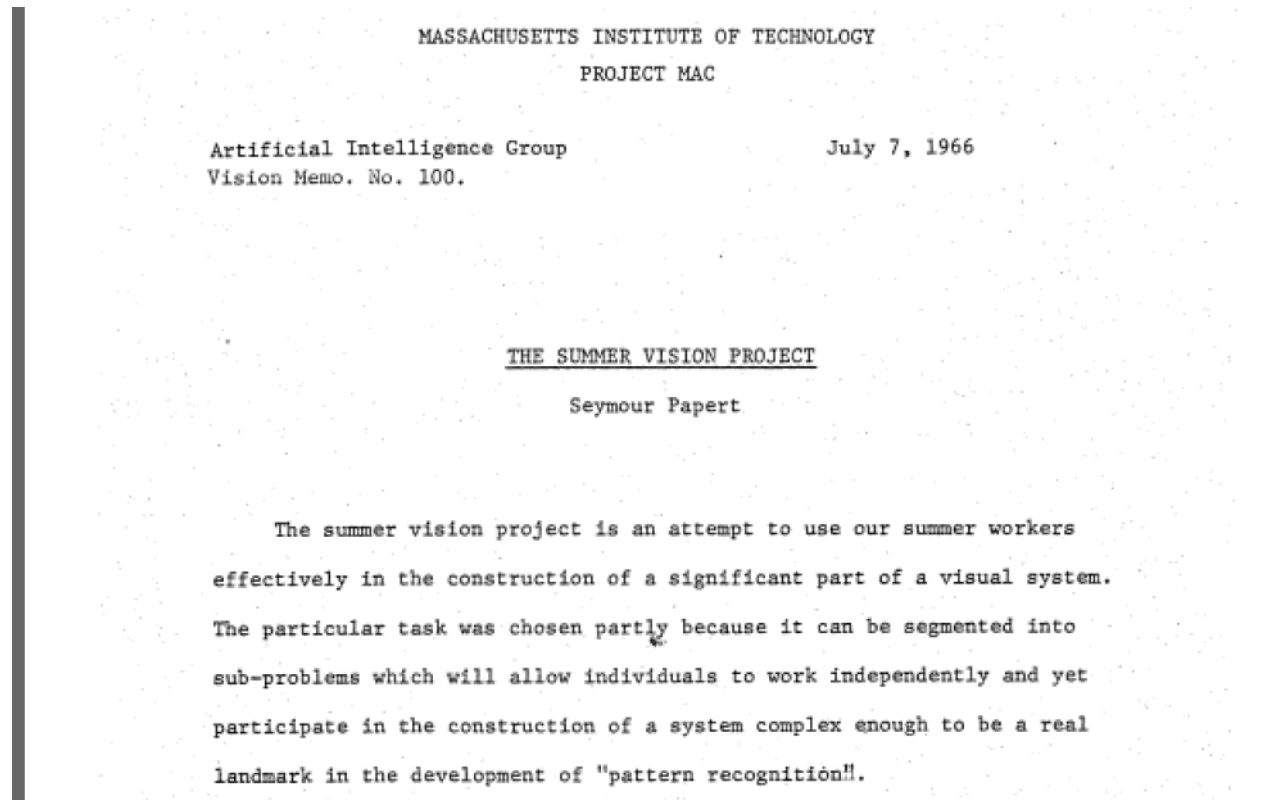 MASSACHUSETTS INSTITUTE OF TECHNOLOGY
PROJECT MAC
Artificial Intelligence Group July 7, 1966
Vision Memo. No. 100.
THE SUMMER VISION PROJECT
Seymour Papert
The summer vision project is an attempt to use our summer workers
effectively in the construction of a significant part of a visual system.
The particular task was chosen partly because it can be segmented into
sub-problems which will allow individuals to work independently and yet
participate in the construction of a system complex enough to be a real
landmark in the development of "pattern recognition".